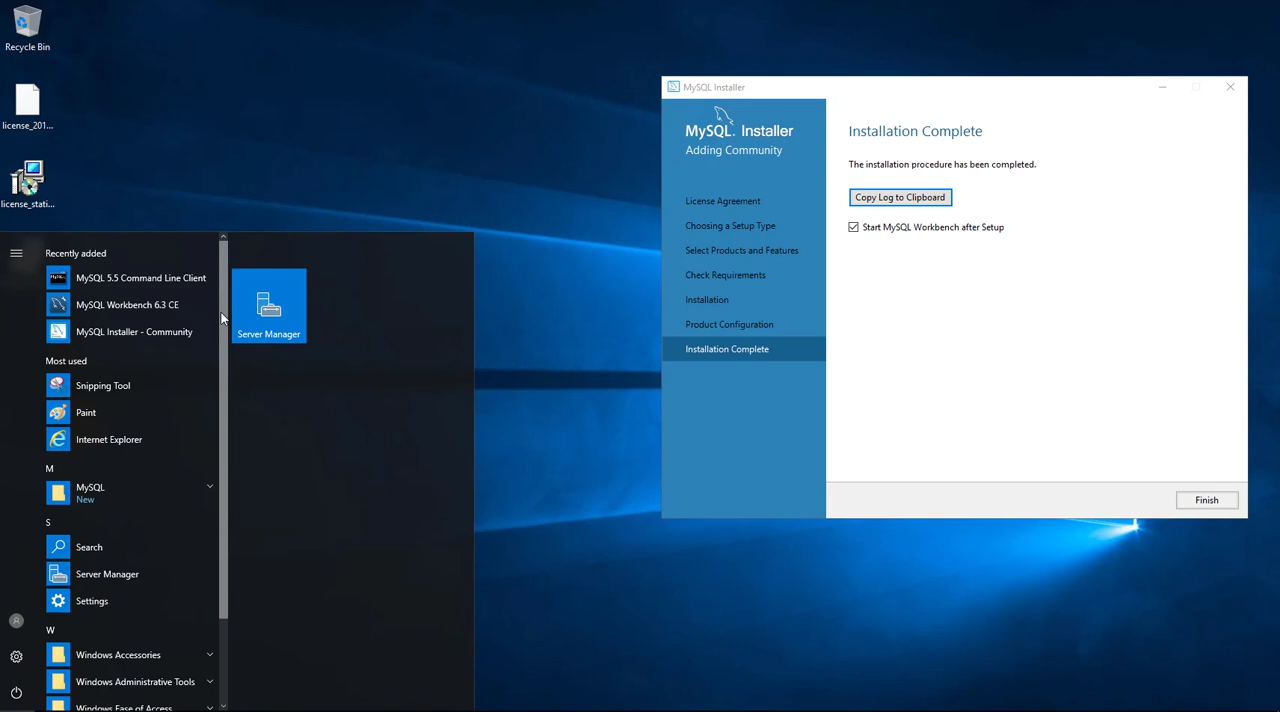 Recycle Bin
license_201...
license_stati...
Recently added
MySQL 5.5 Command Line Client
MySQL Workbench 6.3 CE
MySQL Installer - Community
Most used
Snipping Tool
Paint
Internet Explorer
M
MySQL
New
S
Search
Server Manager
Settings
W
Windows Accessories
Windows Administrative Tools
Windows Ease of Access
Server Manager
MySQL Installer
MySQL. Installer
Adding Community
License Agreement
Choosing a Setup Type
Select Products and Features
Check Requirements
Installation
Product Configuration
Installation Complete
Installation Complete
The installation procedure has been completed.
Copy Log to Clipboard
Start MySQL Workbench after Setup
Finish